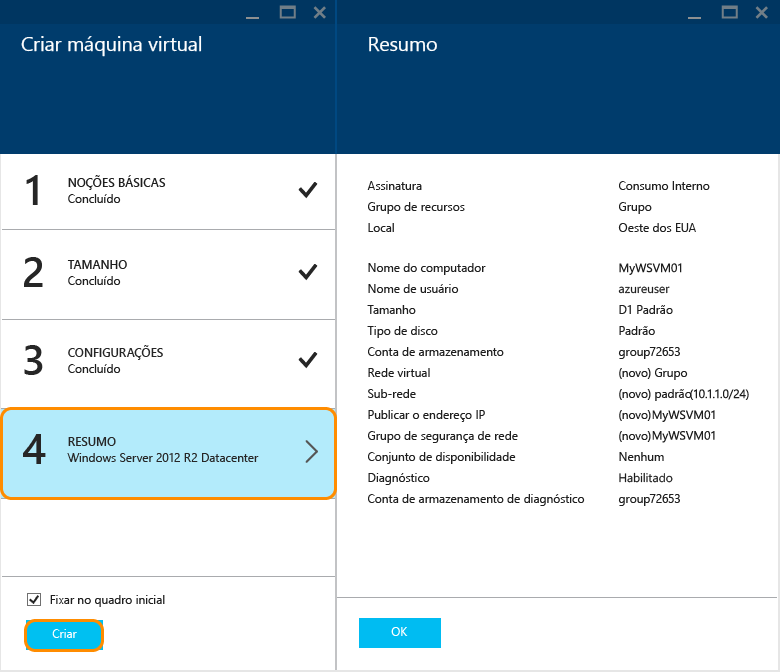 Criar máquina virtual
1
NOÇÕES BÁSICAS
Concluído
2
TAMANHO
Concluído
3
CONFIGURAÇÕES
Concluído
4
RESUMO
Windows Server 2012 R2 Datacenter
Fixar no quadro inicial
Criar
Resumo
Assinatura Consumo Interno
Grupo de recursos Grupo
Local Oeste dos EUA
Nome do computador MyWSVM01
Nome de usuário azureuser
Tamanho D1 Padrão
Tipo de disco Padrão
Conta de armazenamento group72653
Rede virtual (novo) Grupo
Sub-rede (novo) padrão(10.1.1.0/24)
Publicar o endereço IP (novo)MyWSVM01
Grupo de segurança de rede (novo)MyWSVM01
Conjunto de disponibilidade Nenhum
Diagnóstico Habilitado
Conta de armazenamento de diagnóstico group72653
OK